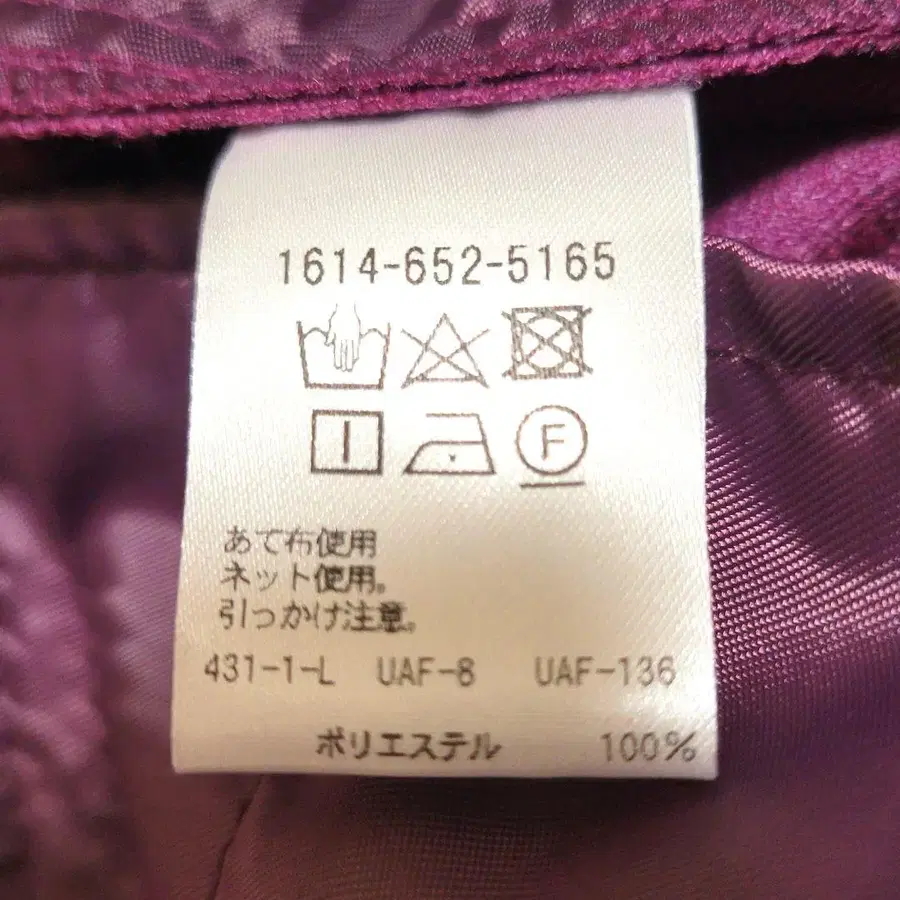 1614-652-5165
F
あて布使用
ネット使用。
引っかけ注意。
431-1-L UAF-8 UAF-136
ポリエステル 100%